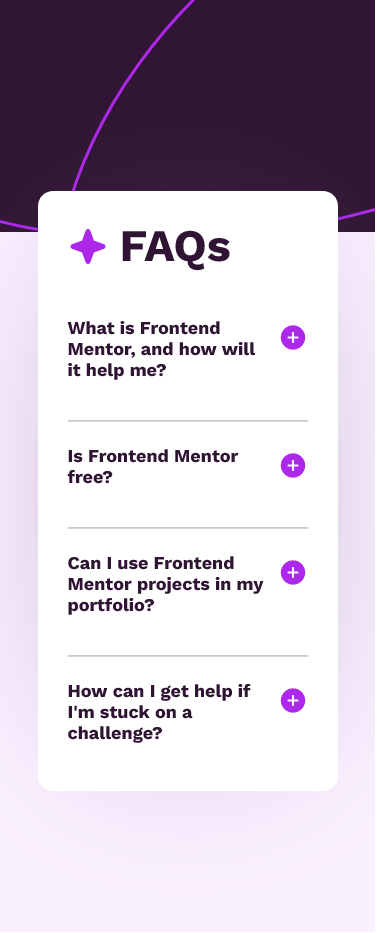 FAQs
What is Frontend
Mentor, and how will
it help me?
Is Frontend Mentor
free?
Can I use Frontend
Mentor projects in my
portfolio?
How can I get help if
I'm stuck on a
challenge?